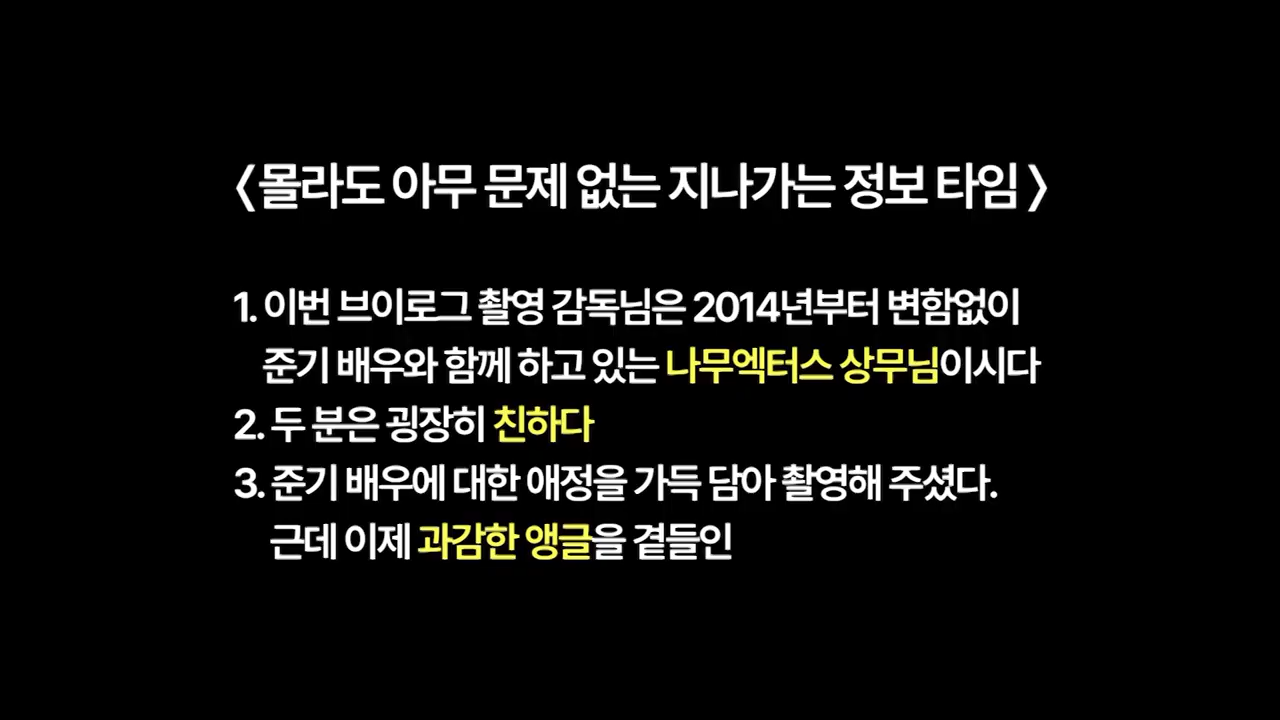 〈몰라도 아무 문제 없는 지나가는 정보 타임〉
1. 이번 브이로그 촬영 감독님은 2014년부터 변함없이
준기 배우와 함께 하고 있는 나무엑터스 상무님이시다
2. 두 분은 굉장히 친하다
3. 준기 배우에 대한 애정을 가득 담아 촬영해 주셨다.
근데 이제 과감한 앵글을 곁들인